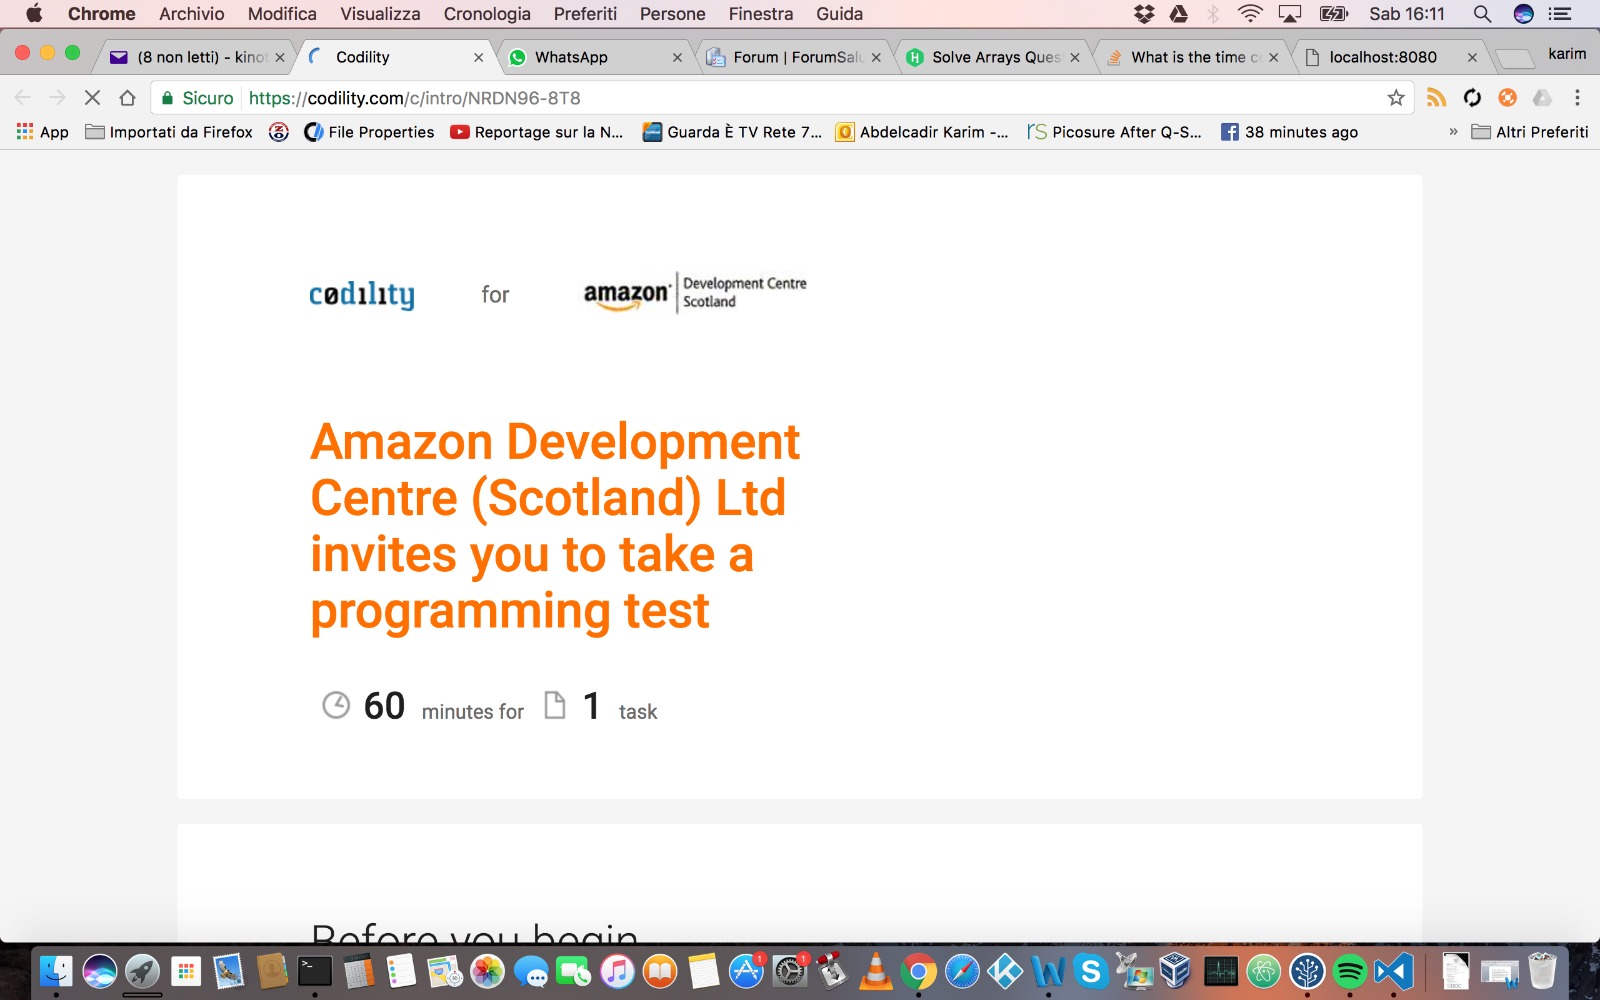 Chrome Archivio Modifica Visualizza Cronologia Preferiti Persone Finestra Guida Sab 16:11
(8 non letti) - kino Codility WhatsApp Forum | ForumSalu Solve Arrays Ques What is the time c localhost:8080 karim
Sicuro https://codility.com/c/intro/NRDN96-8T8
App Importati da Firefox File Properties Reportage sur la N... Guarda È TV Rete 7... Abdelcadir Karim -... Picosure After Q-S... 38 minutes ago » Altri Preferiti
codility for amazon Development Centre
Scotland
Amazon Development
Centre (Scotland) Ltd
invites you to take a
programming test
60 minutes for 1 task
Before you begin